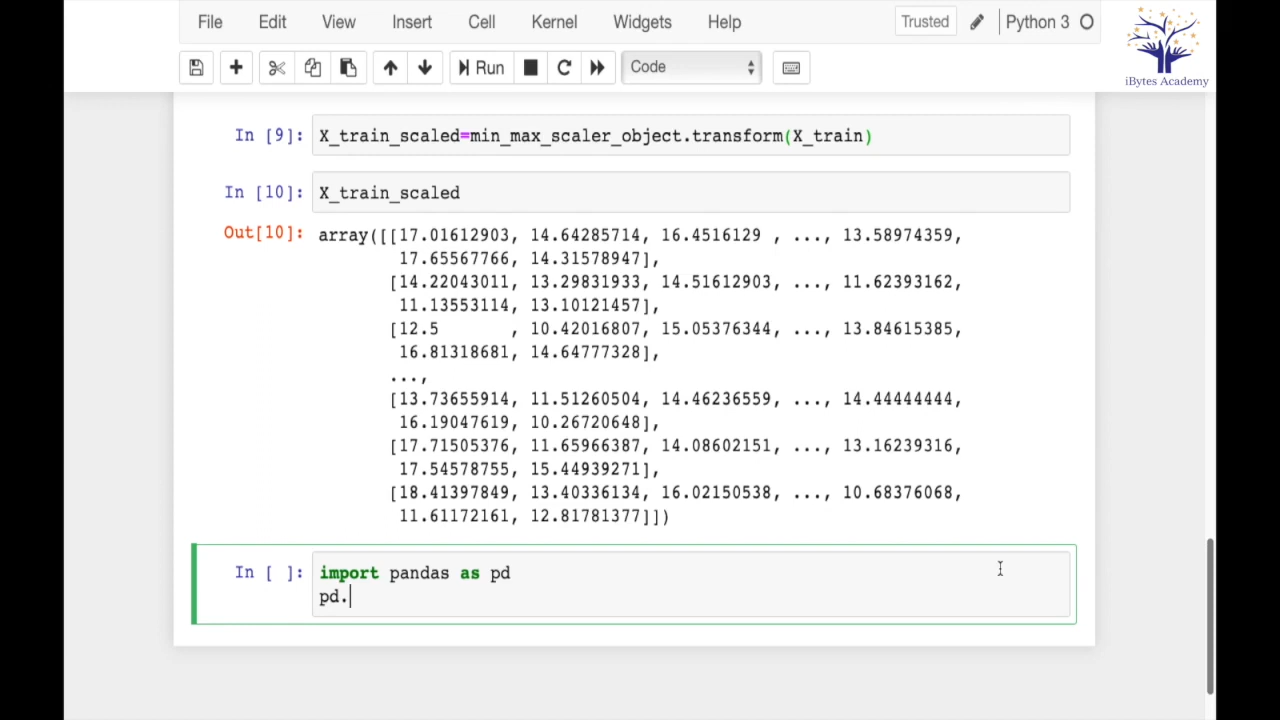 File Edit View Insert Cell Kernel Widgets Help Trusted Python 3
iBytes Academy
Run Code
In [9]: X_train_scaled=min_max_scaler_object.transform(X_train)
In [10]: X_train_scaled
Out[10]: array([[17.01612903, 14.64285714, 16.4516129 , ..., 13.58974359,
17.65567766, 14.31578947],
[14.22043011, 13.29831933, 14.51612903, ..., 11.62393162,
11.13553114, 13.10121457],
[12.5       , 10.42016807, 15.05376344, ..., 13.84615385,
16.81318681, 14.64777328],
...,
[13.73655914, 11.51260504, 14.46236559, ..., 14.44444444,
16.19047619, 10.26720648],
[17.71505376, 11.65966387, 14.08602151, ..., 13.16239316,
17.54578755, 15.44939271],
[18.41397849, 13.40336134, 16.02150538, ..., 10.68376068,
11.61172161, 12.81781377]])
In [ ]: import pandas as pd
pd.